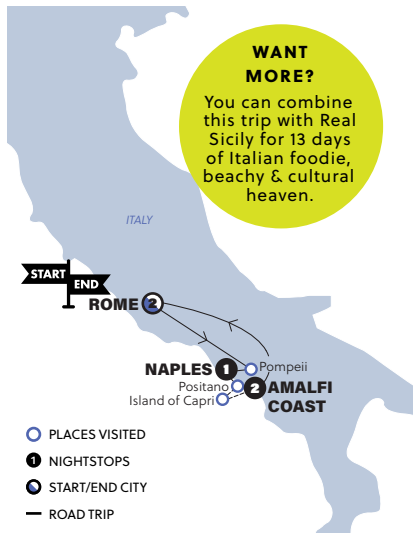 WANT
MORE?
You can combine
this trip with Real
Sicily for 13 days
of Italian foodie,
beachy & cultural
heaven.
ITALY
START
END
ROME 2
NAPLES 1
Pompeii
Positano
Island of Capri
2 AMALFI
COAST
PLACES VISITED
1 NIGHTSTOPS
START/END CITY
ROAD TRIP